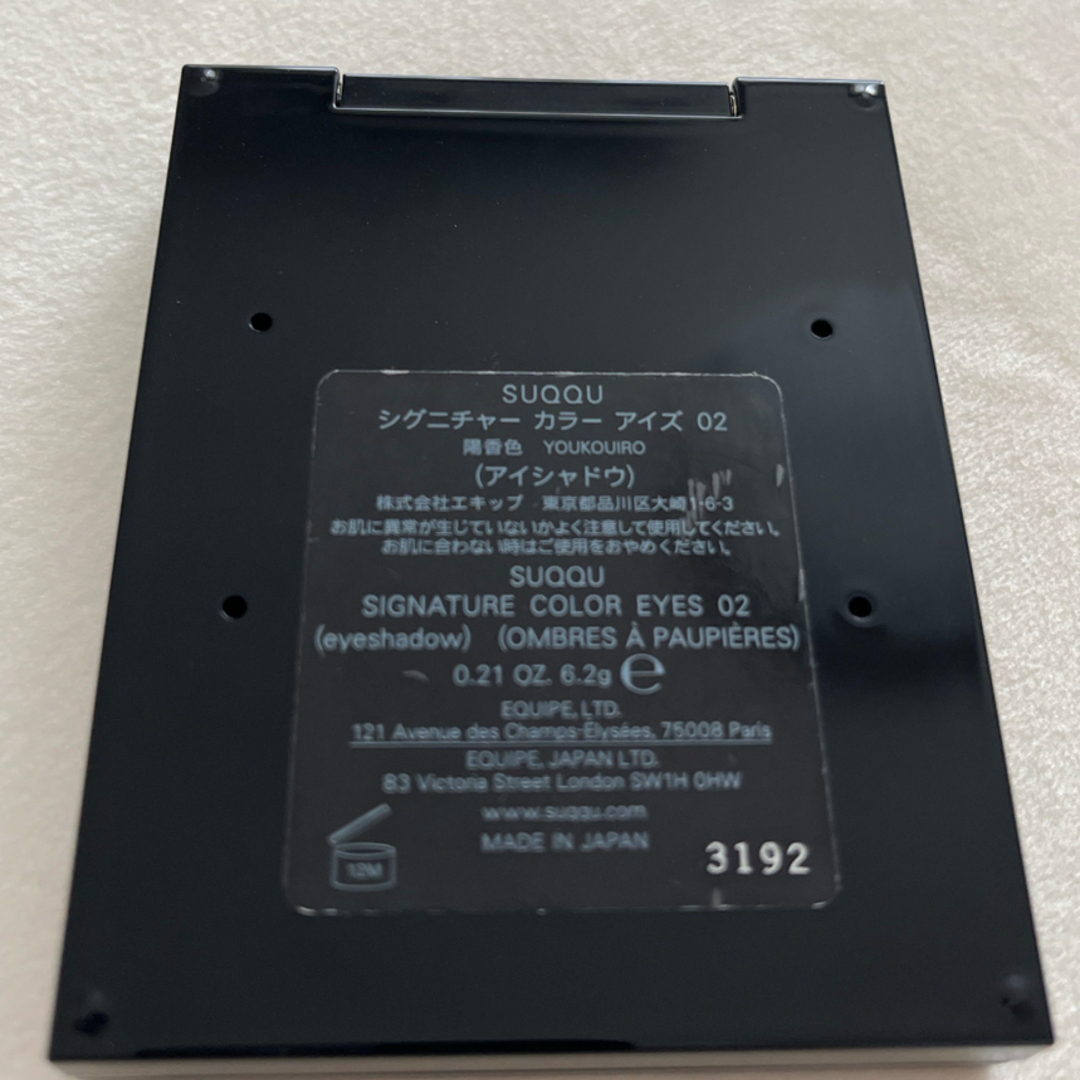 SUQQU
シグニチャー カラー アイズ 02
陽香色 YOUKOUIRO
(アイシャドウ)
株式会社エキップ 東京都品川区大崎1-6-3
お肌に異常が生じていないかよく注意して使用してください。
お肌に合わない時はご使用をおやめください。
SUQQU
SIGNATURE COLOR EYES 02
(eyeshadow) (OMBRES À PAUPIÈRES)
0.21 OZ. 6.2g ℮
EQUIPE, LTD.
121 Avenue des Champs-Élysées, 75008 Paris
EQUIPE, JAPAN LTD.
83 Victoria Street London SW1H 0HW
www.suqqu.com
MADE IN JAPAN
12M
3192